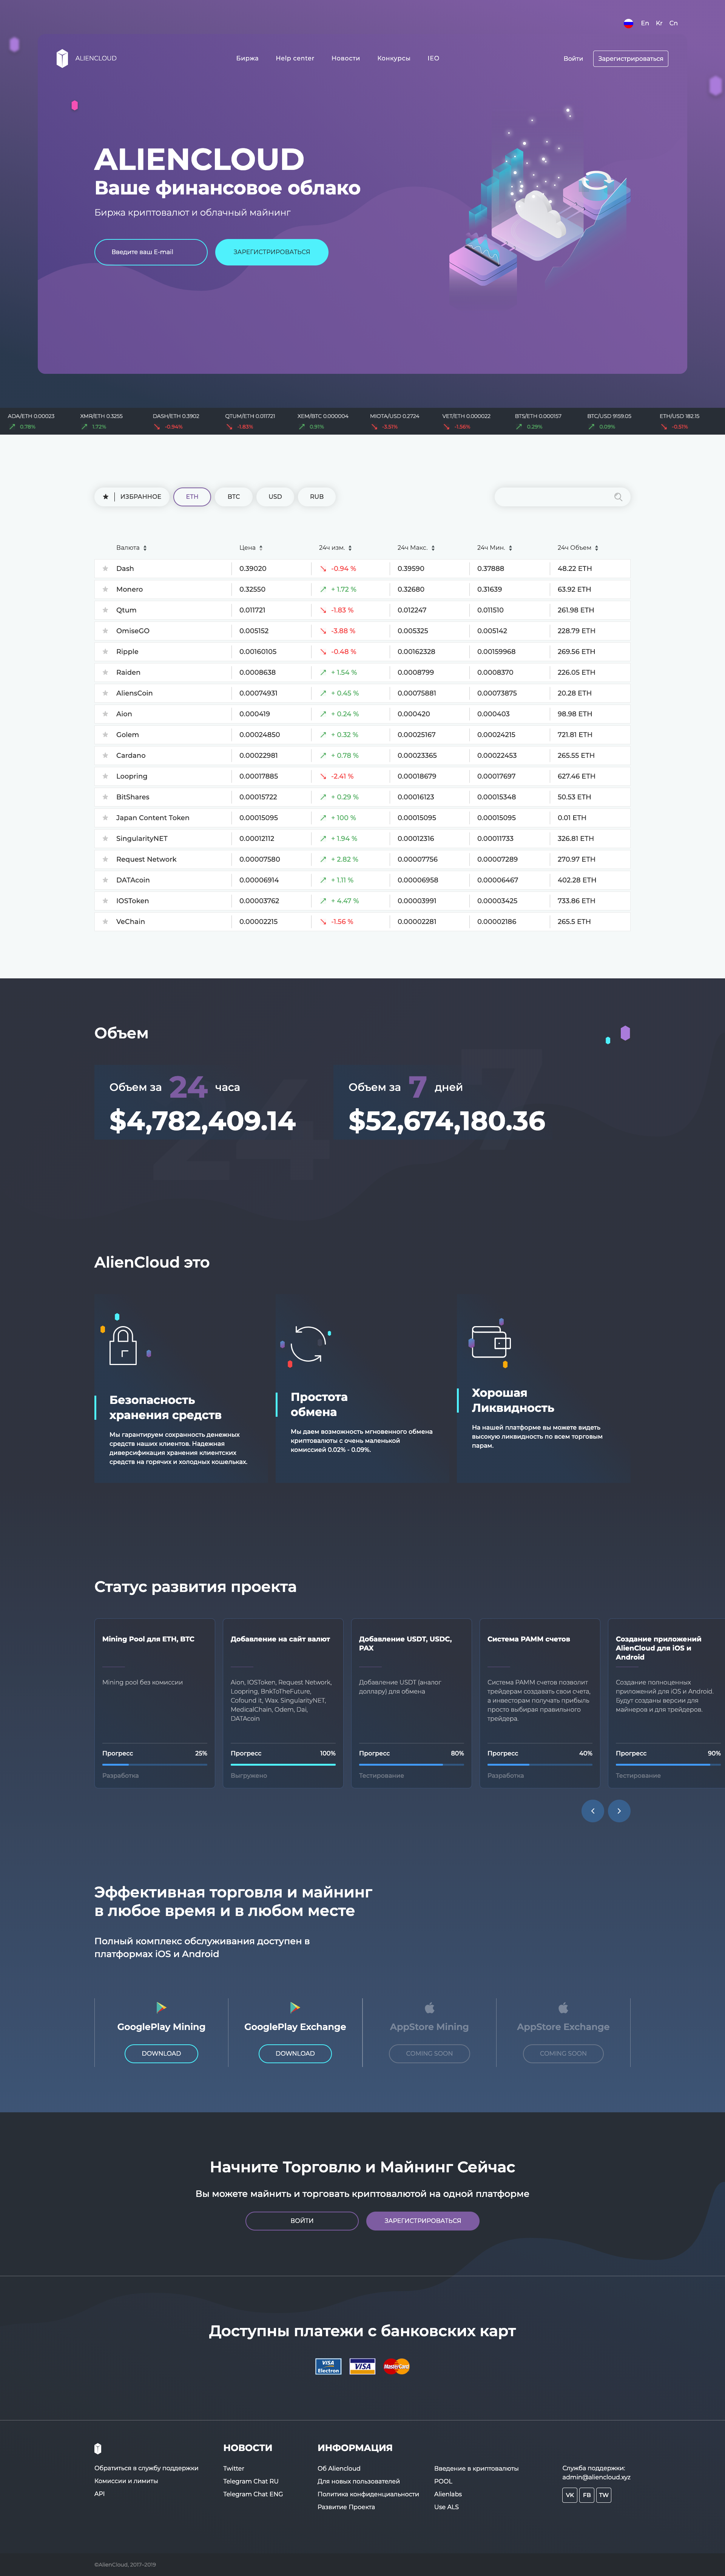 En Kr Cn
ALIENCLOUD
Биржа Help center Новости Конкурсы IEO
Войти Зарегистрироваться
ALIENCLOUD
Ваше финансовое облако
Биржа криптовалют и облачный майнинг
Введите ваш E-mail ЗАРЕГИСТРИРОВАТЬСЯ
ADA/ETH 0.00023 XMR/ETH 0.3255 DASH/ETH 0.3902 QTUM/ETH 0.011721 XEM/BTC 0.000004 MIOTA/USD 0.2724 VET/ETH 0.000022 BTS/ETH 0.000157 BTC/USD 9159.05 ETH/USD 182.15
0.78% 1.72% -0.94% -1.83% 0.91% -3.51% -1.56% 0.29% 0.09% -0.51%
ИЗБРАННОЕ ETH BTC USD RUB
Валюта Цена 24ч изм. 24ч Макс. 24ч Мин. 24ч Объем
Dash 0.39020 -0.94 % 0.39590 0.37888 48.22 ETH
Monero 0.32550 + 1.72 % 0.32680 0.31639 63.92 ETH
Qtum 0.011721 -1.83 % 0.012247 0.011510 261.98 ETH
OmiseGO 0.005152 -3.88 % 0.005325 0.005142 228.79 ETH
Ripple 0.00160105 -0.48 % 0.00162328 0.00159968 269.56 ETH
Raiden 0.0008638 + 1.54 % 0.0008799 0.0008370 226.05 ETH
AliensCoin 0.00074931 + 0.45 % 0.00075881 0.00073875 20.28 ETH
Aion 0.000419 + 0.24 % 0.000420 0.000403 98.98 ETH
Golem 0.00024850 + 0.32 % 0.00025167 0.00024215 721.81 ETH
Cardano 0.00022981 + 0.78 % 0.00023365 0.00022453 265.55 ETH
Loopring 0.00017885 -2.41 % 0.00018679 0.00017697 627.46 ETH
BitShares 0.00015722 + 0.29 % 0.00016123 0.00015348 50.53 ETH
Japan Content Token 0.00015095 + 100 % 0.00015095 0.00015095 0.01 ETH
SingularityNET 0.00012112 + 1.94 % 0.00012316 0.00011733 326.81 ETH
Request Network 0.00007580 + 2.82 % 0.00007756 0.00007289 270.97 ETH
DATAcoin 0.00006914 + 1.11 % 0.00006958 0.00006467 402.28 ETH
IOSToken 0.00003762 + 4.47 % 0.00003991 0.00003425 733.86 ETH
VeChain 0.00002215 -1.56 % 0.00002281 0.00002186 265.5 ETH
Объем
Объем за 24 часа
$4,782,409.14
24
Объем за 7 дней
$52,674,180.36
7
AlienCloud это
Безопасность
хранения средств
Мы гарантируем сохранность денежных
средств наших клиентов. Надежная
диверсификация хранения клиентских
средств на горячих и холодных кошельках.
Простота
обмена
Мы даем возможность мгновенного обмена
криптовалюты с очень маленькой
комиссией 0.02% - 0.09%.
Хорошая
Ликвидность
На нашей платформе вы можете видеть
высокую ликвидность по всем торговым
парам.
Статус развития проекта
Mining Pool для ETH, BTC
Mining pool без комиссии
Прогресс 25%
Разработка
Добавление на сайт валют
Aion, IOSToken, Request Network,
Loopring, BnkToTheFuture,
Cofound it, Wax. SingularityNET,
MedicalChain, Odem, Dai,
DATAcoin
Прогресс 100%
Выгружено
Добавление USDT, USDC,
PAX
Добавление USDT (аналог
доллару) для обмена
Прогресс 80%
Тестирование
Система PAMM счетов
Система PAMM счетов позволит
трейдерам создавать свои счета,
а инвесторам получать прибыль
просто выбирая правильного
трейдера.
Прогресс 40%
Разработка
Создание приложений
AlienCloud для iOS и
Android
Создание полноценных
приложений для iOS и Android.
Будут созданы версии для
майнеров и для трейдеров.
Прогресс 90%
Тестирование
Эффективная торговля и майнинг
в любое время и в любом месте
Полный комплекс обслуживания доступен в
платформах iOS и Android
GooglePlay Mining GooglePlay Exchange AppStore Mining AppStore Exchange
DOWNLOAD DOWNLOAD COMING SOON COMING SOON
Начните Торговлю и Майнинг Сейчас
Вы можете майнить и торговать криптовалютой на одной платформе
ВОЙТИ ЗАРЕГИСТРИРОВАТЬСЯ
Доступны платежи с банковских карт
VISA
Electron
VISA
MasterCard
Обратиться в службу поддержки
Комиссии и лимиты
API
НОВОСТИ
Twitter
Telegram Chat RU
Telegram Chat ENG
ИНФОРМАЦИЯ
Об Aliencloud
Для новых пользователей
Политика конфиденциальности
Развитие Проекта
Введение в криптовалюты
POOL
Alienlabs
Use ALS
Служба поддержки:
admin@aliencloud.xyz
VK FB TW
©AlienCloud, 2017-2019